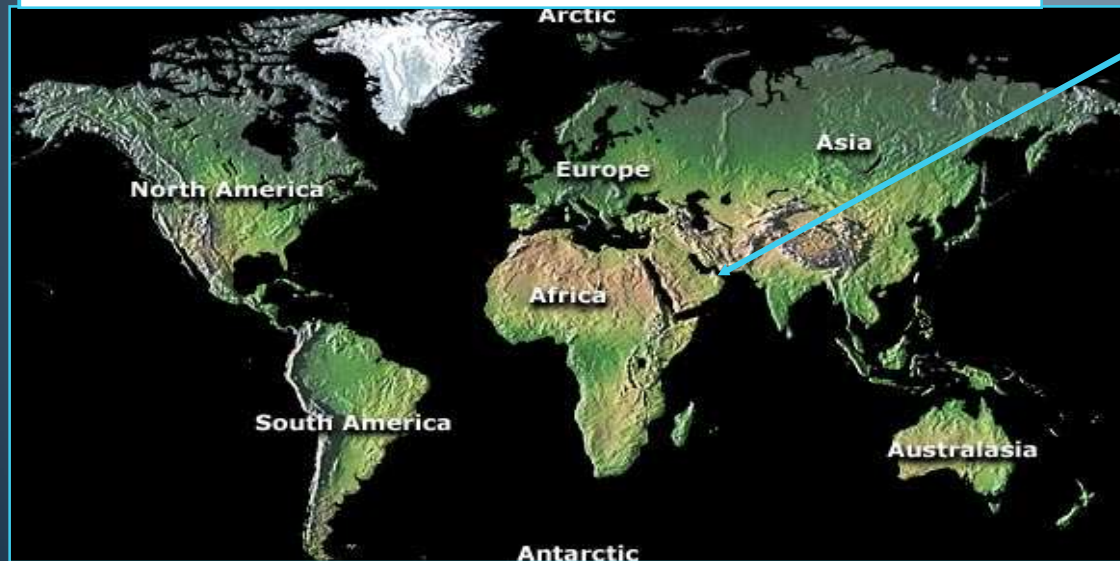 Arctic
Asia
Europe
North America
Africa
South America
Australasia
Antarctic